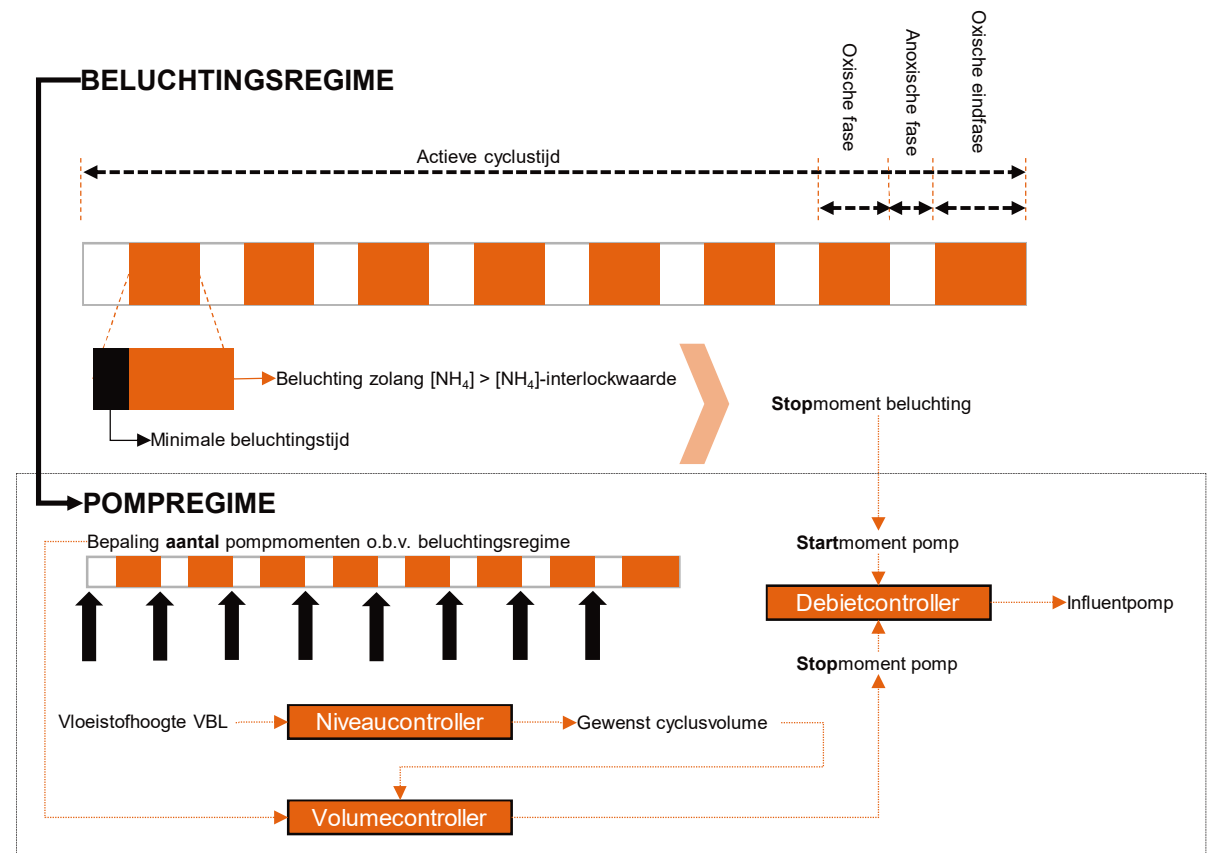 Oxische fase
Anoxische fase
Oxische eindfase
BELUCHTINGSREGIME
Actieve cyclustijd
Beluchting zolang [NH₄] > [NH₄]-interlockwaarde
Minimale beluchtingstijd
Stopmoment beluchting
POMPREGIME
Bepaling aantal pompmomenten o.b.v. beluchtingsregime
Startmoment pomp
Debietcontroller
Influentpomp
Stopmoment pomp
Vloeistofhoogte VBL
Niveaucontroller
Gewenst cyclusvolume
Volumecontroller